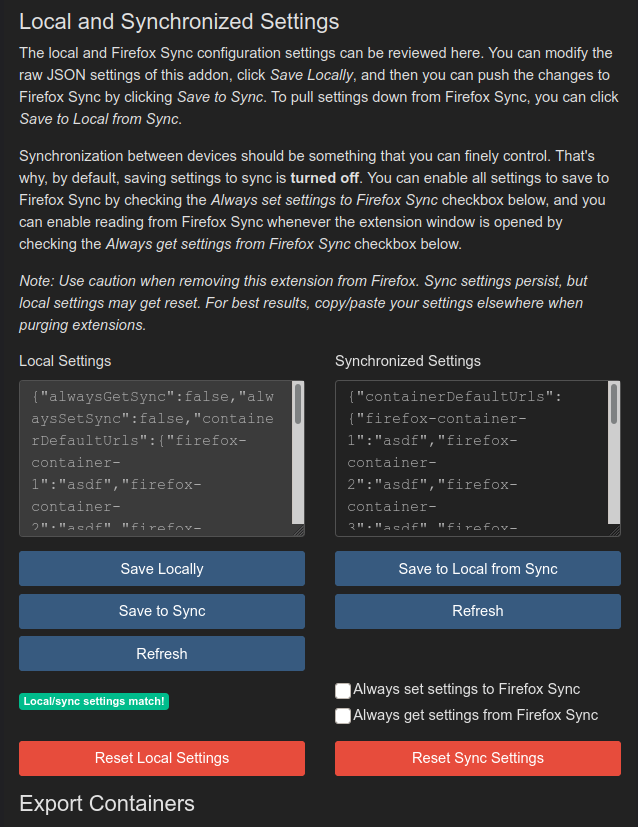 Local and Synchronized Settings
The local and Firefox Sync configuration settings can be reviewed here. You can modify the
raw JSON settings of this addon, click Save Locally, and then you can push the changes to
Firefox Sync by clicking Save to Sync. To pull settings down from Firefox Sync, you can click
Save to Local from Sync.
Synchronization between devices should be something that you can finely control. That's
why, by default, saving settings to sync is turned off. You can enable all settings to save to
Firefox Sync by checking the Always set settings to Firefox Sync checkbox below, and you
can enable reading from Firefox Sync whenever the extension window is opened by
checking the Always get settings from Firefox Sync checkbox below.
Note: Use caution when removing this extension from Firefox. Sync settings persist, but
local settings may get reset. For best results, copy/paste your settings elsewhere when
purging extensions.
Local Settings
{"alwaysGetSync":false,"alw
aysSetSync":false,"containe
rDefaultUrls":{"firefox-
container-
1":"asdf","firefox-
container-
2":"asdf","firefox-
Synchronized Settings
{"containerDefaultUrls":
{"firefox-container-
1":"asdf","firefox-
container-
2":"asdf","firefox-
container-
3":"asdf","firefox-
Save Locally
Save to Local from Sync
Save to Sync
Refresh
Refresh
Local/sync settings match!
Always set settings to Firefox Sync
Always get settings from Firefox Sync
Reset Local Settings
Reset Sync Settings
Export Containers